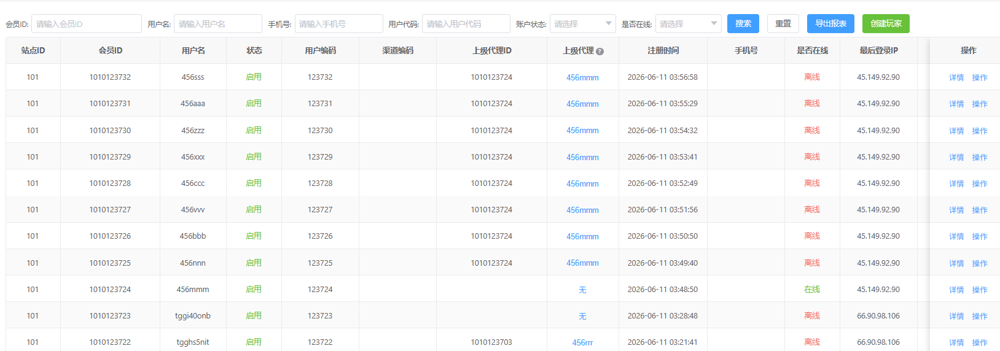 会员ID: 请输入会员ID 用户名: 请输入用户名 手机号: 请输入手机号 用户代码: 请输入用户代码 账户状态: 请选择 是否在线: 请选择 搜索 重置 导出报表 创建玩家
站点ID 会员ID 用户名 状态 用户编码 渠道编码 上级代理ID 上级代理 ? 注册时间 手机号 是否在线 最后登录IP 操作
101 1010123732 456sss 启用 123732 1010123724 456mmm 2026-06-11 03:56:58 离线 45.149.92.90 详情 操作
101 1010123731 456aaa 启用 123731 1010123724 456mmm 2026-06-11 03:55:29 离线 45.149.92.90 详情 操作
101 1010123730 456zzz 启用 123730 1010123724 456mmm 2026-06-11 03:54:32 离线 45.149.92.90 详情 操作
101 1010123729 456xxx 启用 123729 1010123724 456mmm 2026-06-11 03:53:41 离线 45.149.92.90 详情 操作
101 1010123728 456ccc 启用 123728 1010123724 456mmm 2026-06-11 03:52:49 离线 45.149.92.90 详情 操作
101 1010123727 456vvv 启用 123727 1010123724 456mmm 2026-06-11 03:51:56 离线 45.149.92.90 详情 操作
101 1010123726 456bbb 启用 123726 1010123724 456mmm 2026-06-11 03:50:50 离线 45.149.92.90 详情 操作
101 1010123725 456nnn 启用 123725 1010123724 456mmm 2026-06-11 03:49:40 离线 45.149.92.90 详情 操作
101 1010123724 456mmm 启用 123724 无 2026-06-11 03:48:50 在线 45.149.92.90 详情 操作
101 1010123723 tggi40onb 启用 123723 无 2026-06-11 03:28:48 离线 66.90.98.106 详情 操作
101 1010123722 tgghs5nit 启用 123722 1010123703 456rrr 2026-06-11 03:21:41 离线 66.90.98.106 详情 操作